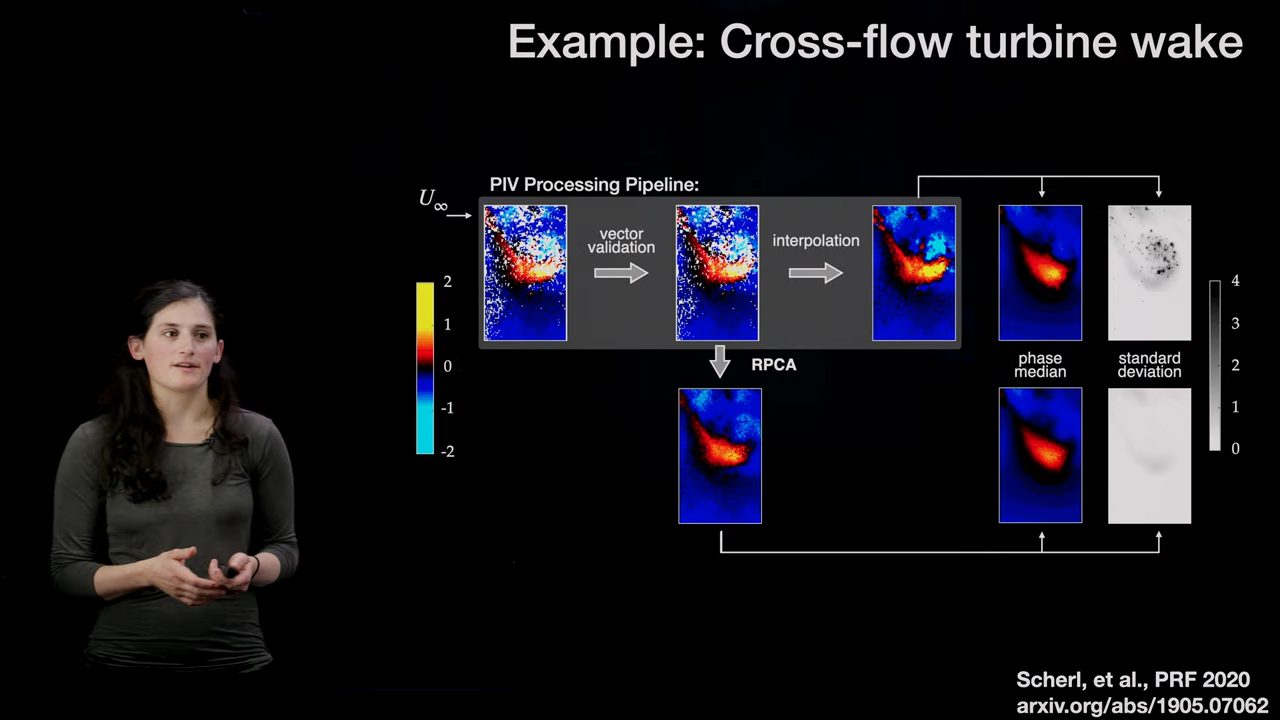 Example: Cross-flow turbine wake
PIV Processing Pipeline:
U∞
vector
validation
interpolation
2
1
0
-1
-2
RPCA
phase
median
standard
deviation
4
3
2
1
0
Scherl, et al., PRF 2020
arxiv.org/abs/1905.07062